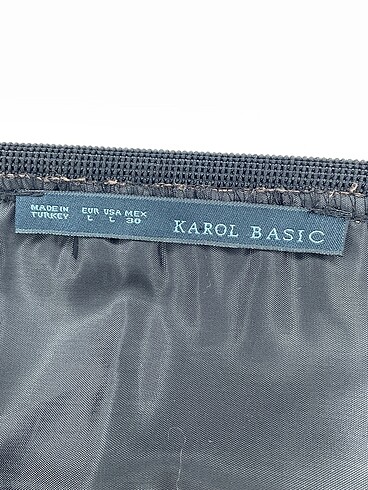 MADE IN EUR USA MEX KAROL BASIC
TURKEY L L 30